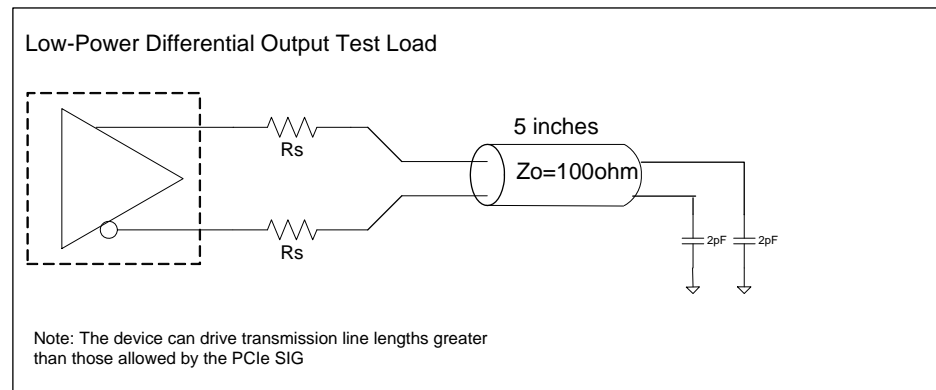 Low-Power Differential Output Test Load
Rs
5 inches
Zo=100ohm
Rs
2pF
2pF
Note: The device can drive transmission line lengths greater
than those allowed by the PCIe SIG